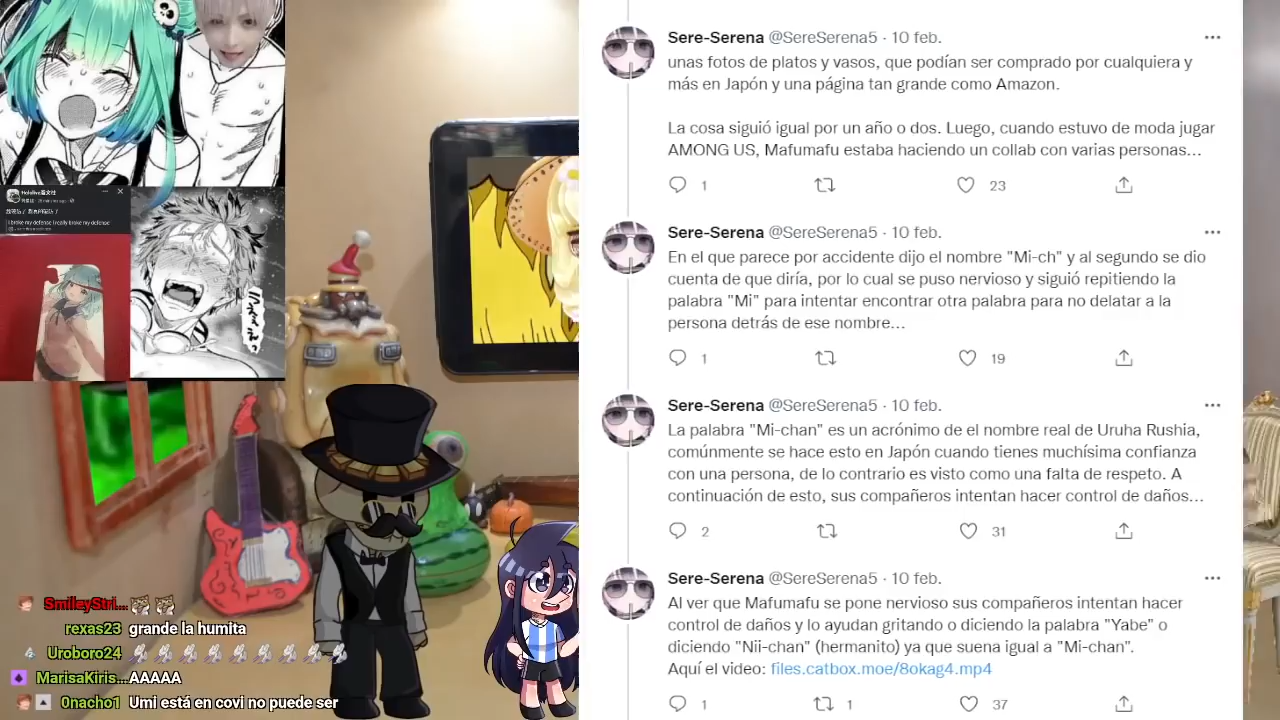 I broke my defense I really broke my defense
SmileyStri...
rexas23 grande la humita
Uroboro24
MarisaKiris... AAAAA
0nacho1 Umi está en covi no puede ser
Sere-Serena @SereSerena5 · 10 feb.
unas fotos de platos y vasos, que podían ser comprado por cualquiera y
más en Japón y una página tan grande como Amazon.
La cosa siguió igual por un año o dos. Luego, cuando estuvo de moda jugar
AMONG US, Mafumafu estaba haciendo un collab con varias personas...
1 23
Sere-Serena @SereSerena5 · 10 feb.
En el que parece por accidente dijo el nombre "Mi-ch" y al segundo se dio
cuenta de que diría, por lo cual se puso nervioso y siguió repitiendo la
palabra "Mi" para intentar encontrar otra palabra para no delatar a la
persona detrás de ese nombre...
1 19
Sere-Serena @SereSerena5 · 10 feb.
La palabra "Mi-chan" es un acrónimo de el nombre real de Uruha Rushia,
comúnmente se hace esto en Japón cuando tienes muchísima confianza
con una persona, de lo contrario es visto como una falta de respeto. A
continuación de esto, sus compañeros intentan hacer control de daños...
2 31
Sere-Serena @SereSerena5 · 10 feb.
Al ver que Mafumafu se pone nervioso sus compañeros intentan hacer
control de daños y lo ayudan gritando o diciendo la palabra "Yabe" o
diciendo "Nii-chan" (hermanito) ya que suena igual a "Mi-chan".
Aquí el video: files.catbox.moe/8okag4.mp4
1 1 37